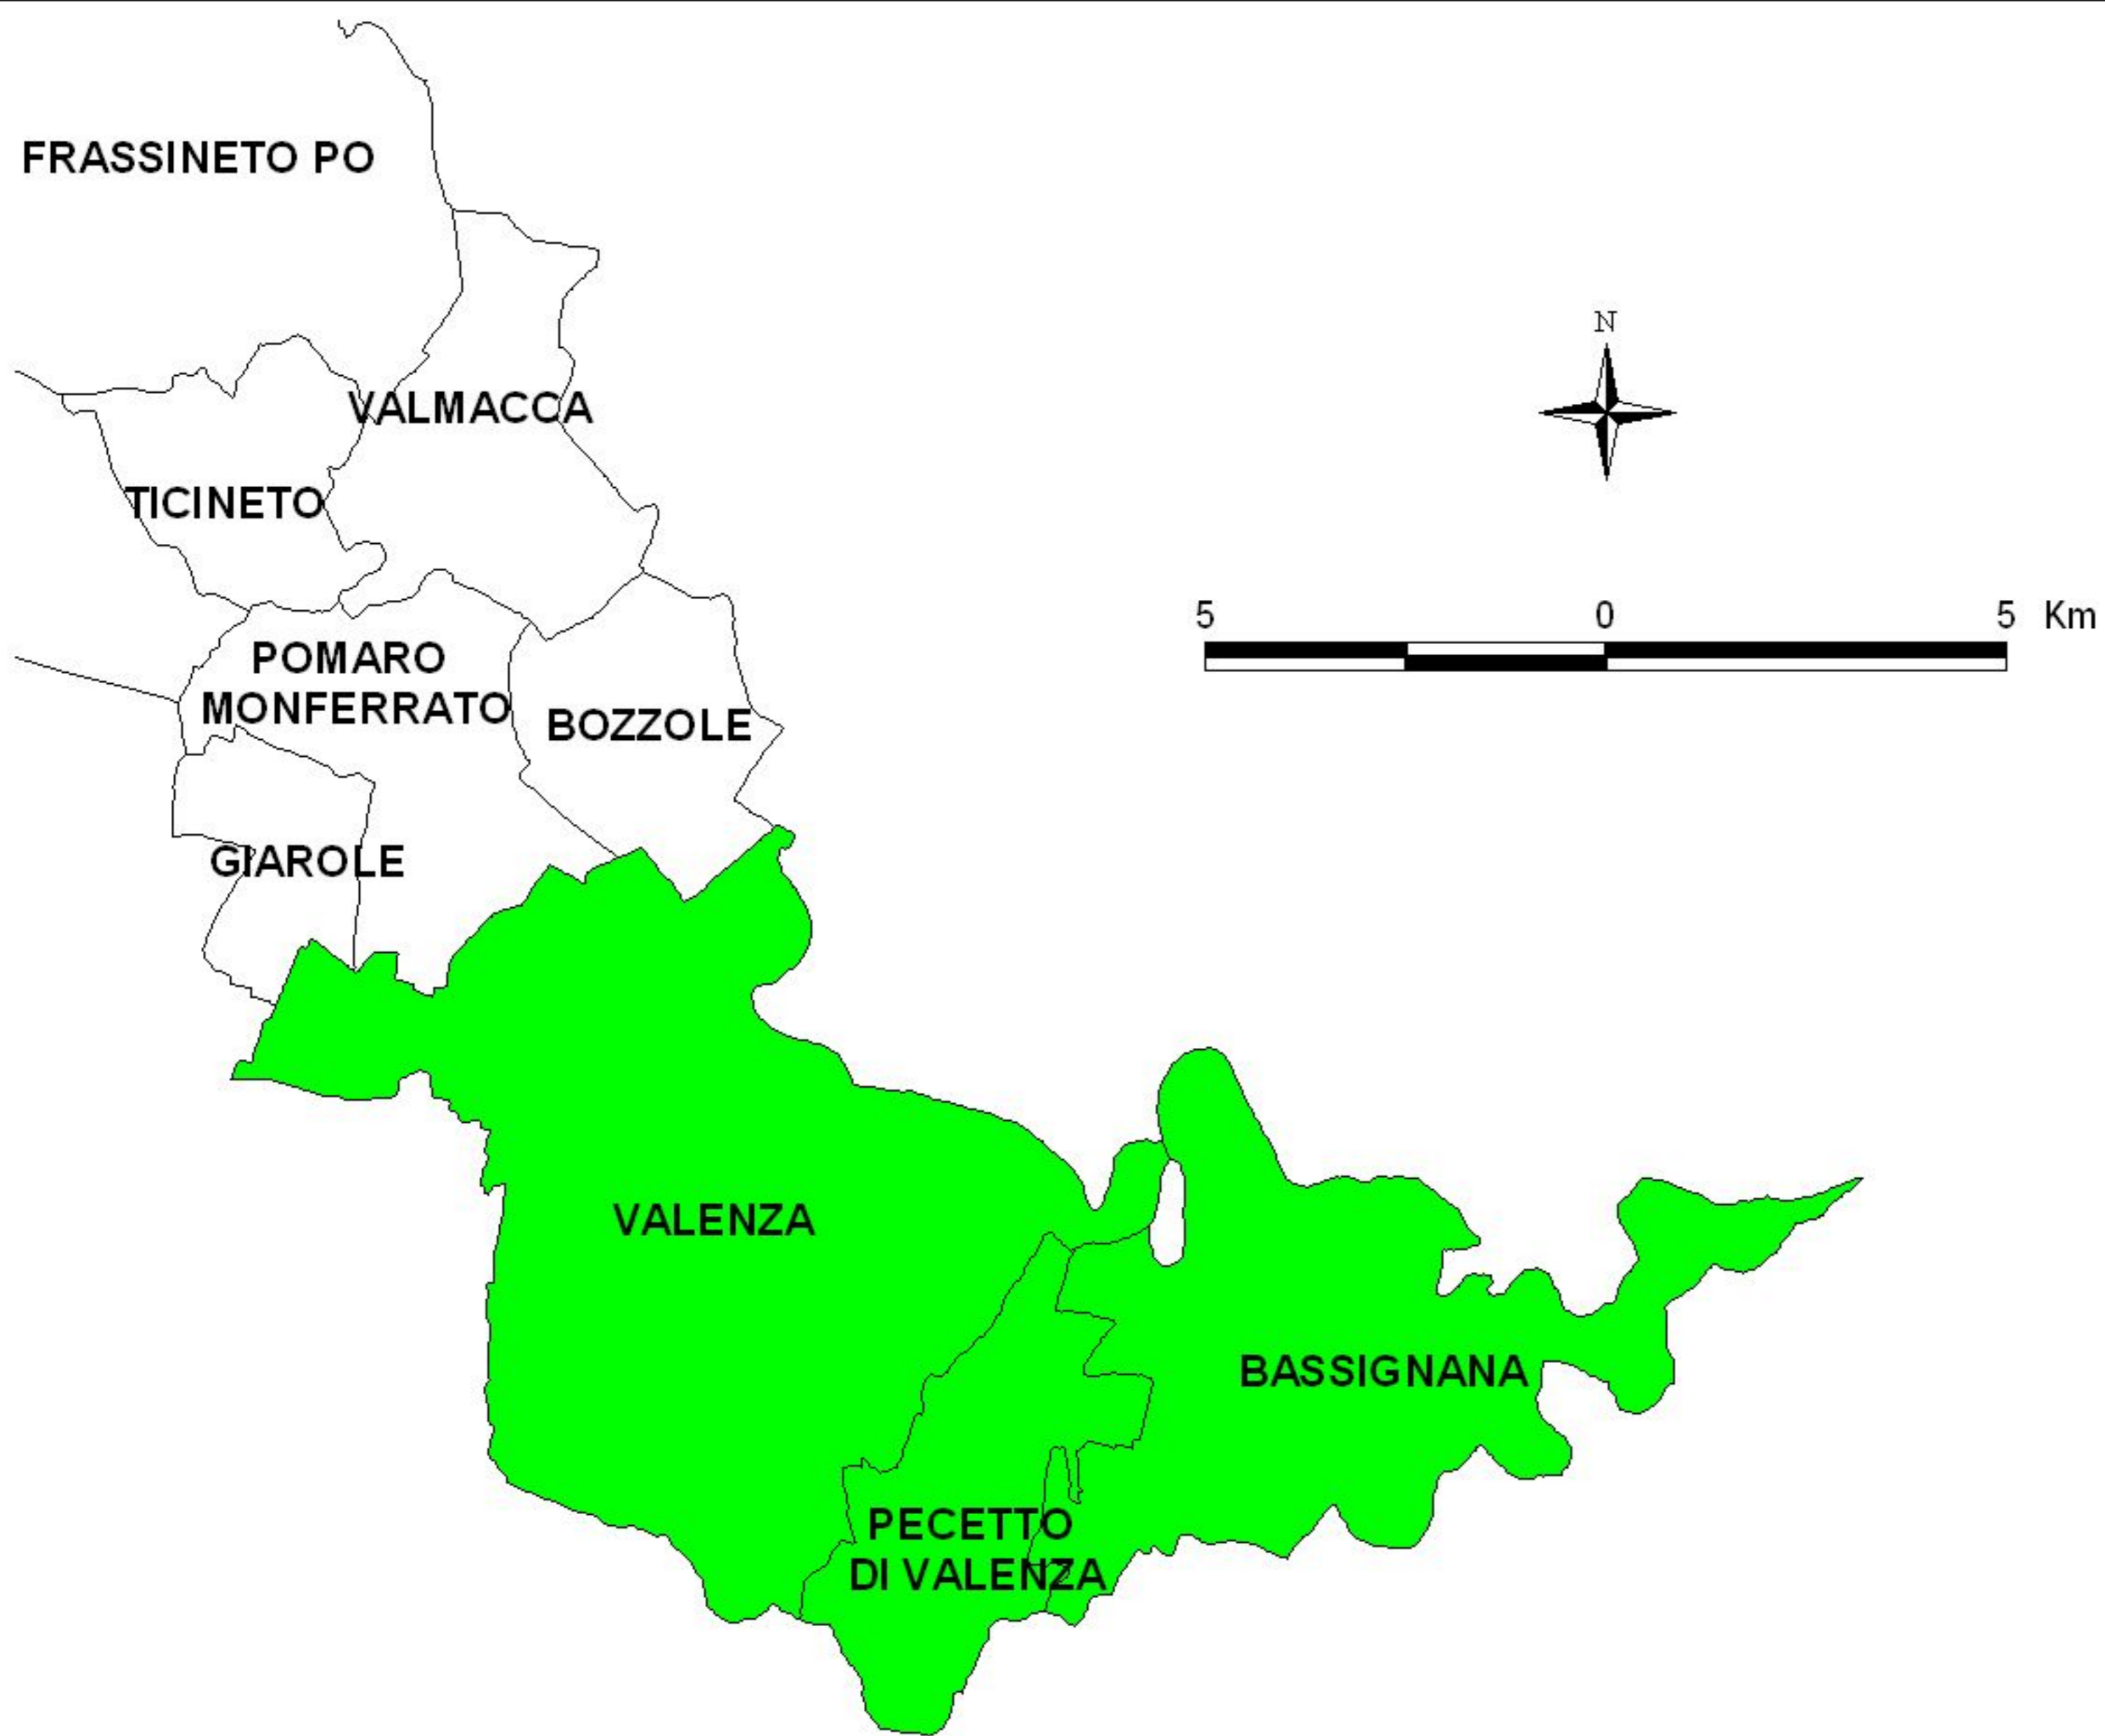 FRASSINETO PO
N
VALMACCA
TICINETO
5 0 5 Km
POMARO
MONFERRATO
BOZZOLE
GIAROLE
VALENZA
BASSIGNANA
PECETTO
DI VALENZA